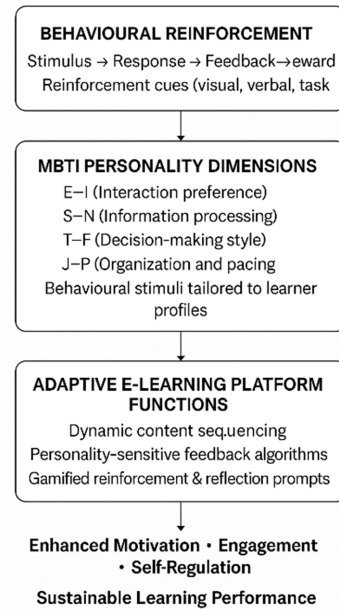 BEHAVIOURAL REINFORCEMENT
Stimulus → Response → Feedback→eward
Reinforcement cues (visual, verbal, task
MBTI PERSONALITY DIMENSIONS
E–I (Interaction preference)
S–N (Information processing)
T–F (Decision-making style)
J–P (Organization and pacing
Behavioural stimuli tailored to learner
profiles
ADAPTIVE E-LEARNING PLATFORM
FUNCTIONS
Dynamic content sequencing
Personality-sensitive feedback algorithms
Gamified reinforcement & reflection prompts
Enhanced Motivation • Engagement
• Self-Regulation
Sustainable Learning Performance